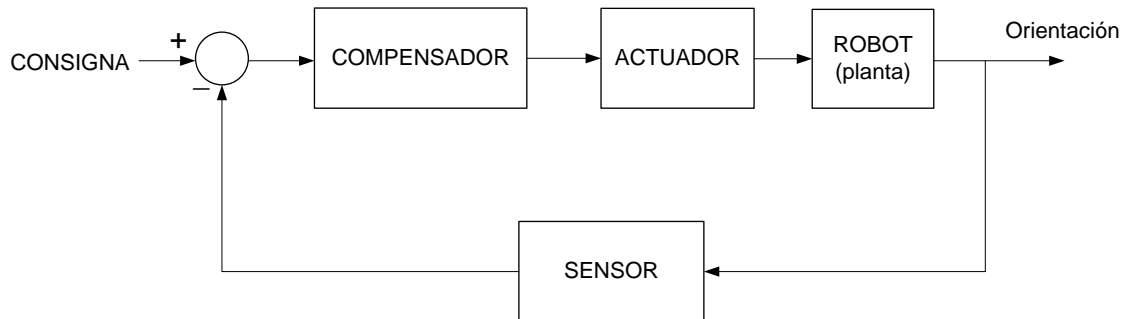 CONSIGNA
+
−
COMPENSADOR
ACTUADOR
ROBOT
(planta)
Orientación
SENSOR